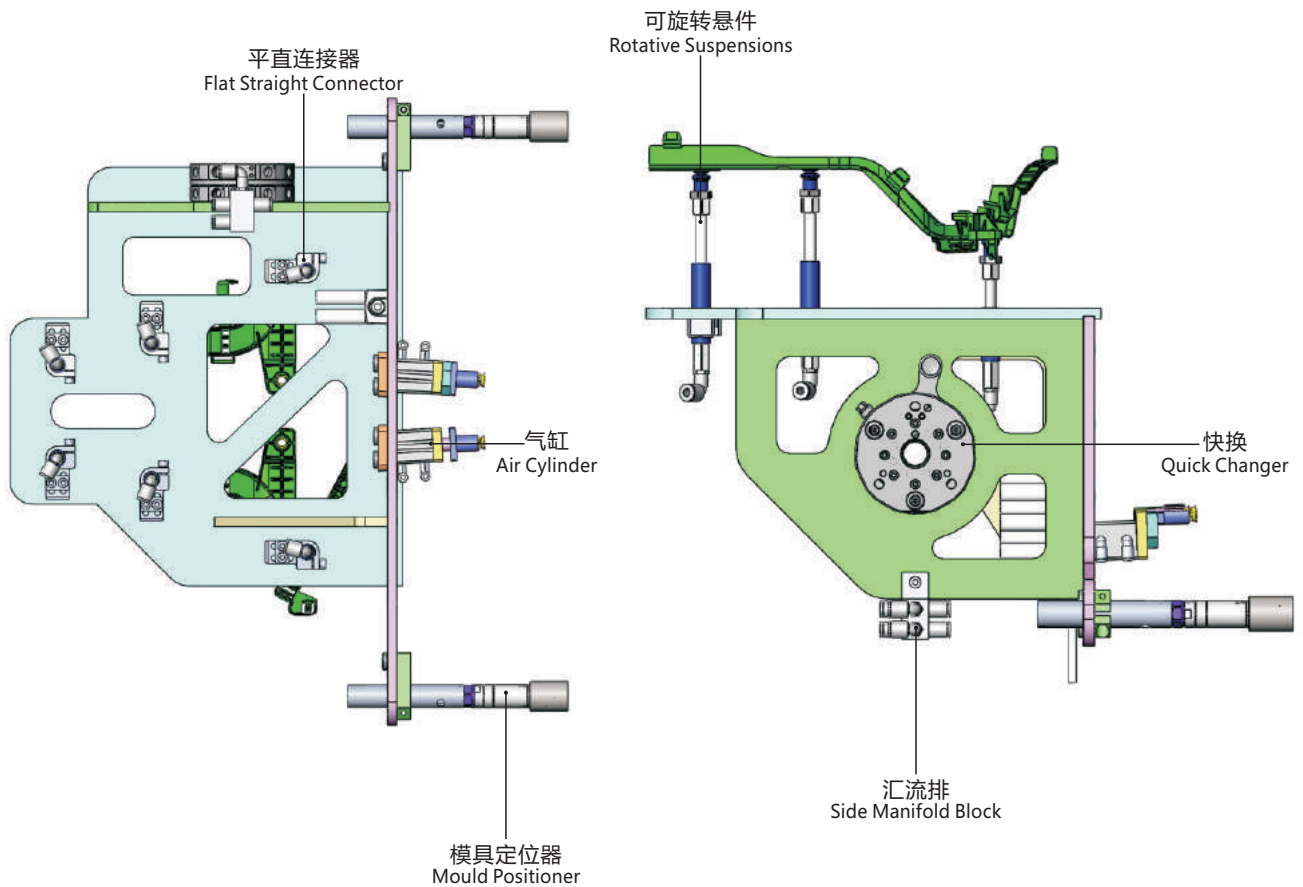 可旋转悬件
Rotative Suspensions
平直连接器
Flat Straight Connector
气缸
Air Cylinder
快换
Quick Changer
汇流排
Side Manifold Block
模具定位器
Mould Positioner